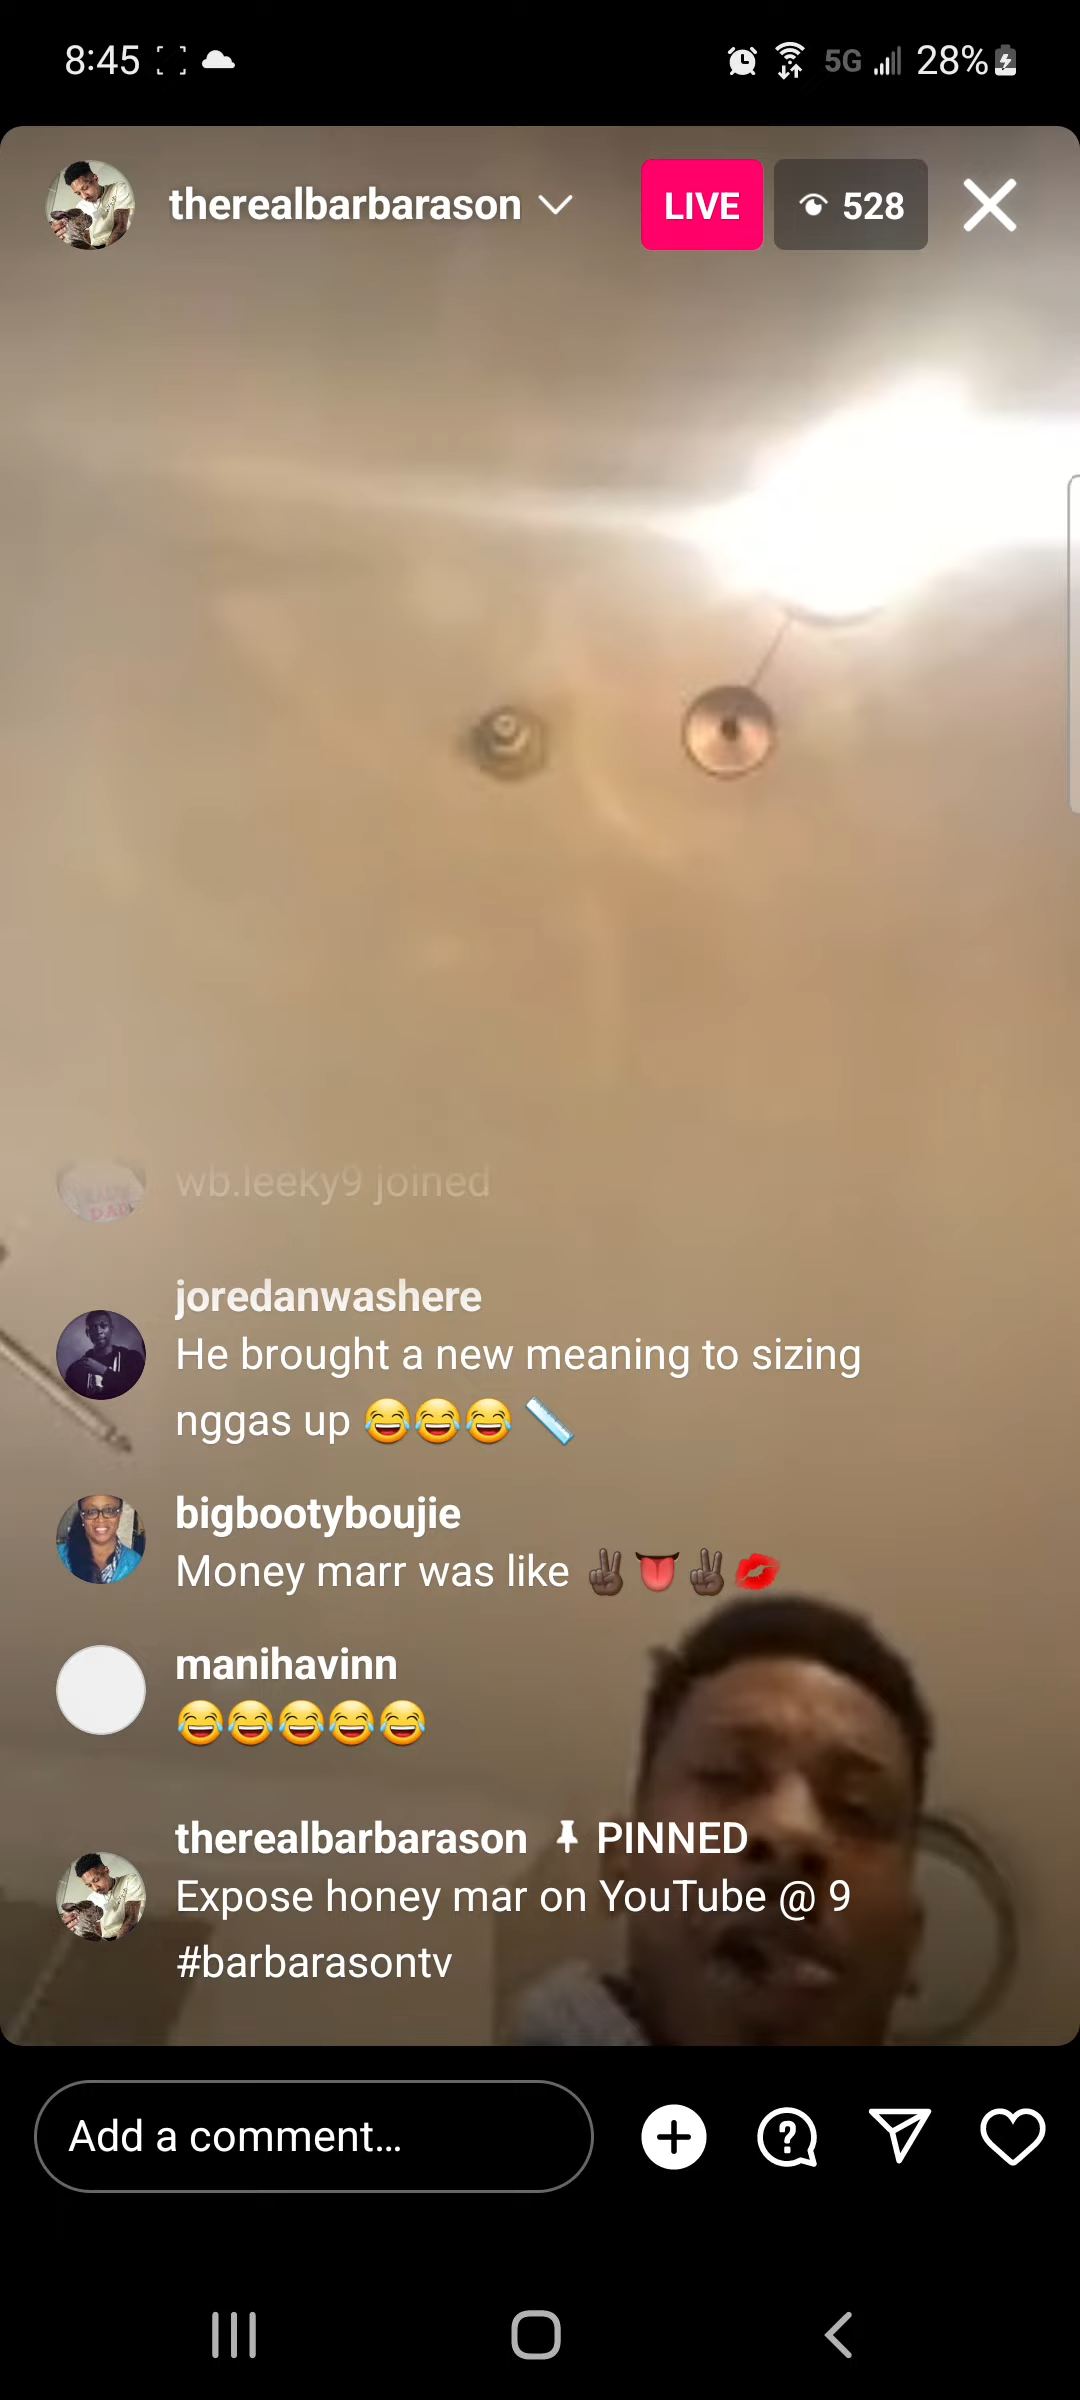 8:45 5G 28%
therealbarbarason LIVE 528
wb.leeky9 joined
joredanwashere
He brought a new meaning to sizing
nggas up 😂😂😂 📏
bigbootyboujie
Money marr was like ✌🏿👅✌🏿💋
manihavinn
😂😂😂😂😂
therealbarbarason PINNED
Expose honey mar on YouTube @ 9
#barbarasontv
Add a comment...